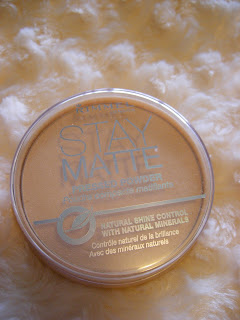 STAY
MATTE
NATURAL SHINE CONTROL
WITH NATURAL MINERALS
Contrôle naturel de la brillance
Avec des minéraux naturels